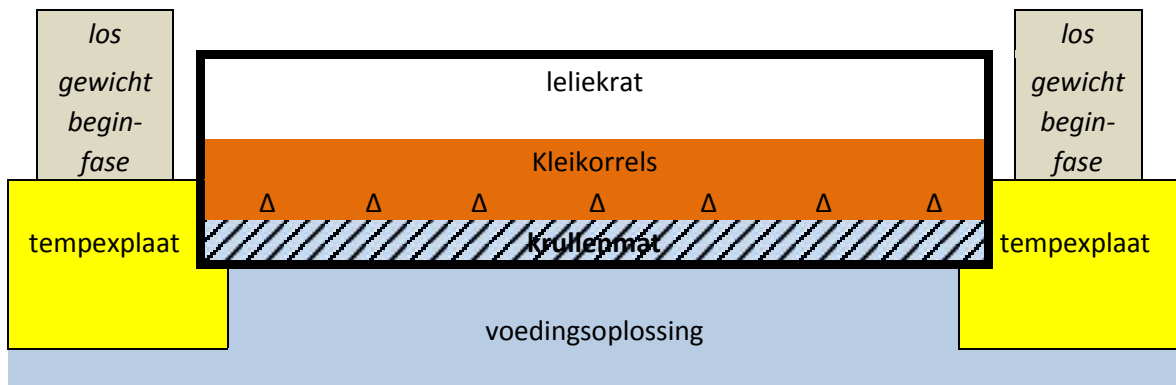 los
gewicht
begin-
fase
los
gewicht
begin-
fase
leliekrat
Kleikorrels
Δ Δ Δ Δ Δ Δ Δ
tempexplaat
krullenmat
tempexplaat
voedingsoplossing